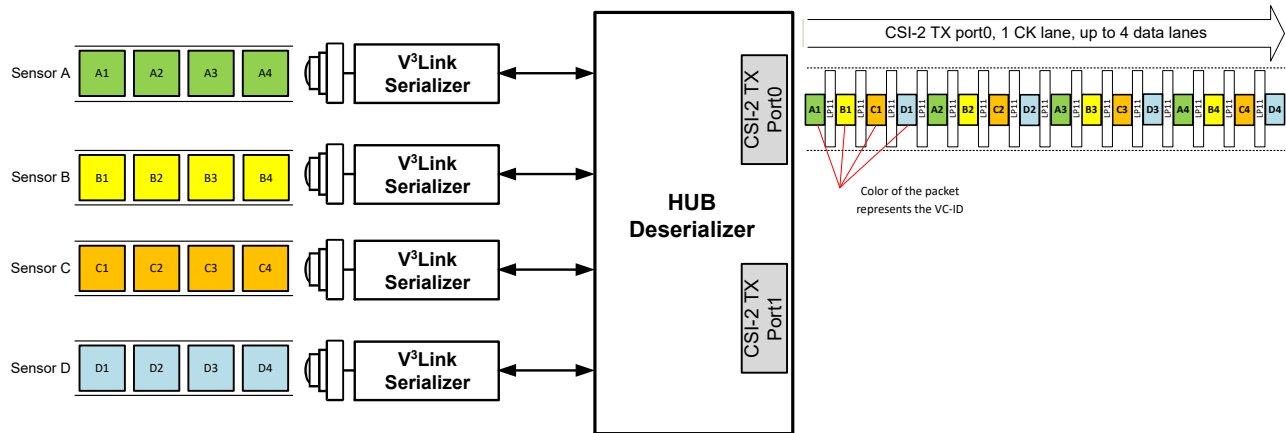 Sensor A
A1 A2 A3 A4
V³Link
Serializer
Sensor B
B1 B2 B3 B4
V³Link
Serializer
Sensor C
C1 C2 C3 C4
V³Link
Serializer
Sensor D
D1 D2 D3 D4
V³Link
Serializer
HUB
Deserializer
CSI-2 TX
Port0
CSI-2 TX
Port1
CSI-2 TX port0, 1 CK lane, up to 4 data lanes
A1 LP11 B1 LP11 C1 LP11 D1 LP11 A2 LP11 B2 LP11 C2 LP11 D2 LP11 A3 LP11 B3 LP11 C3 LP11 D3 LP11 A4 LP11 B4 LP11 C4 LP11 D4
Color of the packet
represents the VC-ID